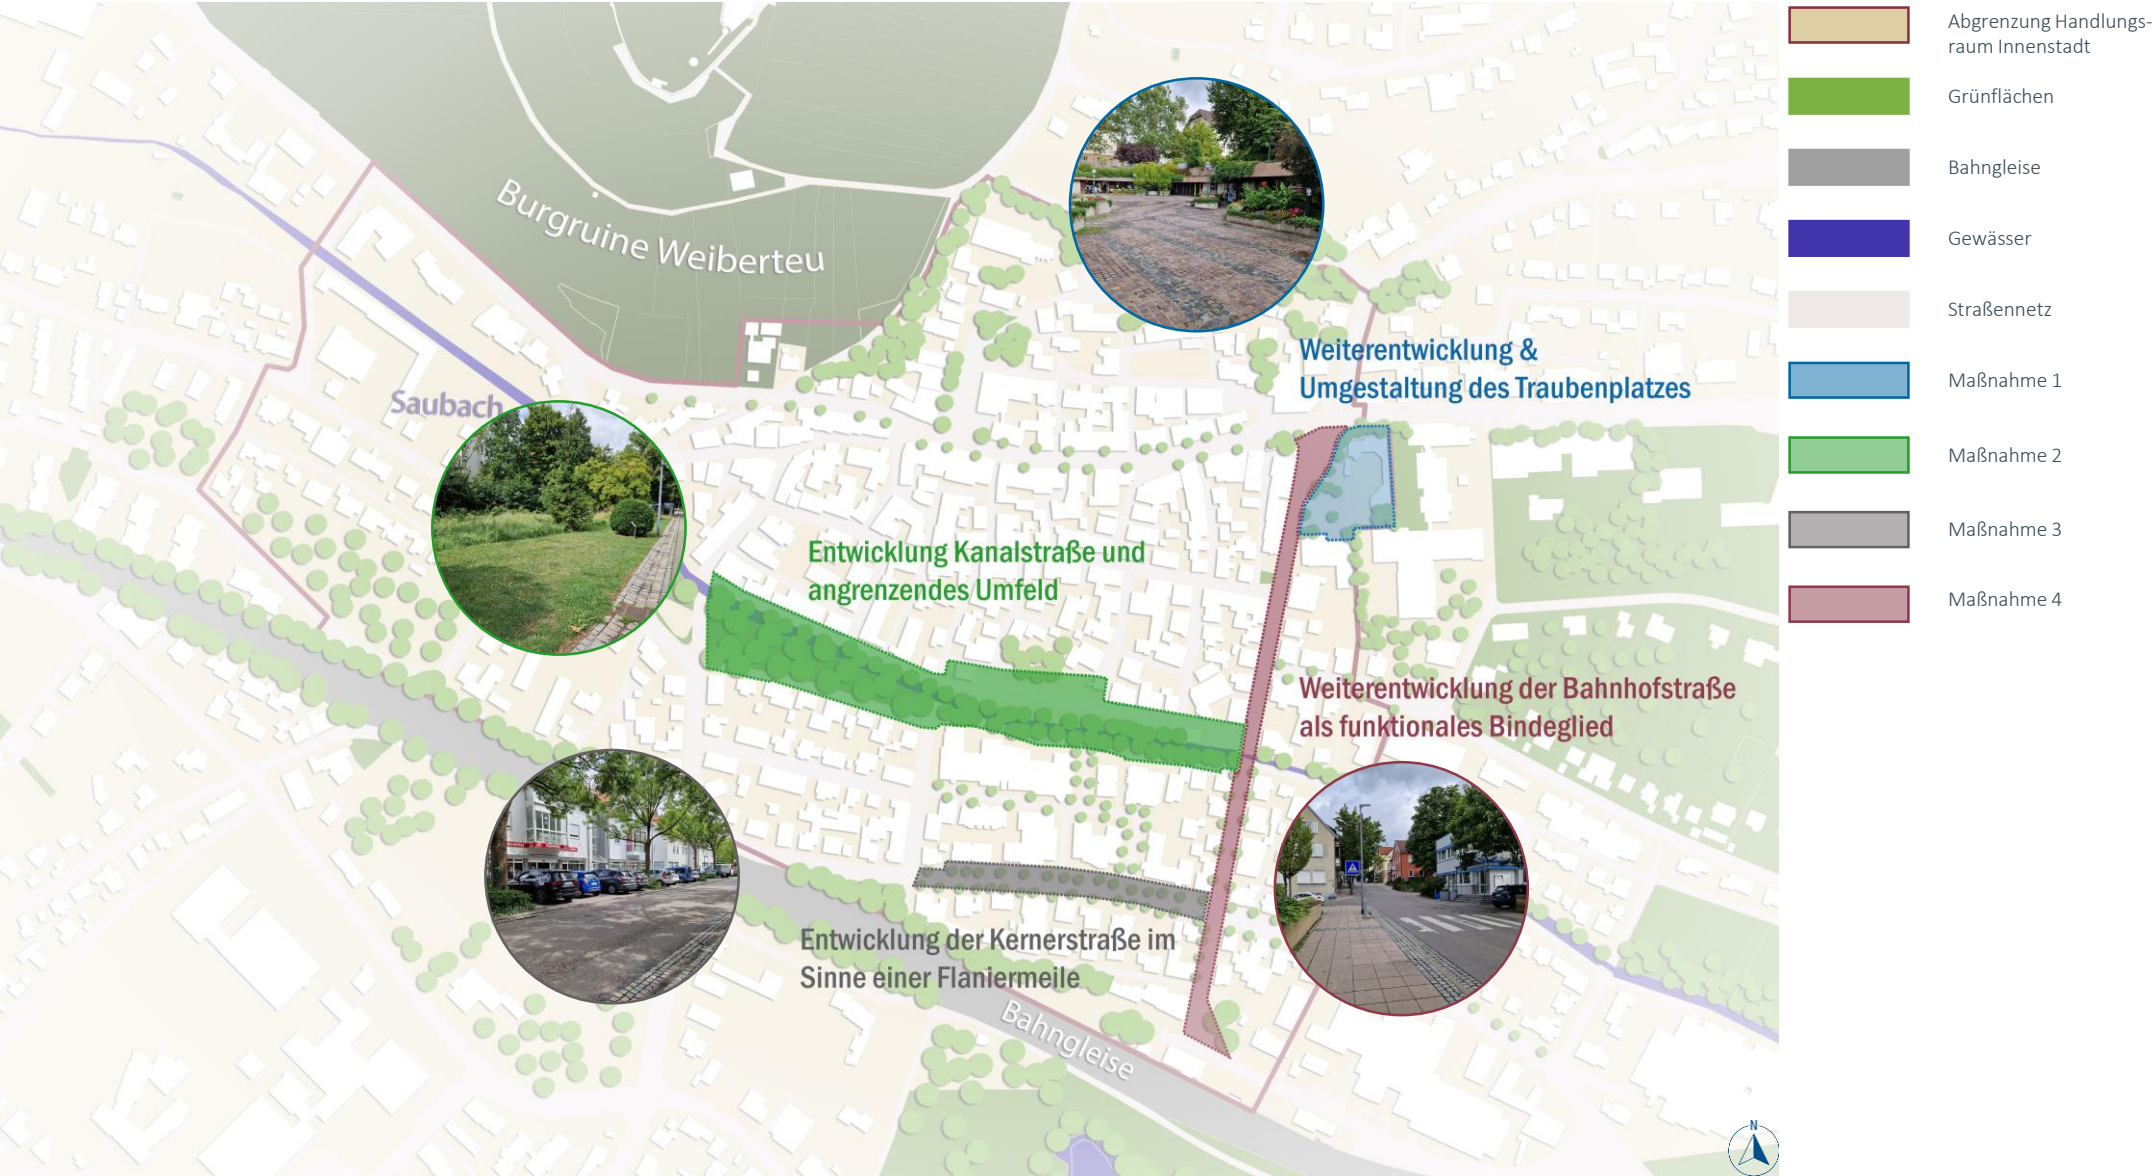 Burgruine Weiberteu
Saubach
Weiterentwicklung &
Umgestaltung des Traubenplatzes
Entwicklung Kanalstraße und
angrenzendes Umfeld
Weiterentwicklung der Bahnhofstraße
als funktionales Bindeglied
Entwicklung der Kernerstraße im
Sinne einer Flaniermeile
Bahngleise
N
Abgrenzung Handlungs-
raum Innenstadt
Grünflächen
Bahngleise
Gewässer
Straßennetz
Maßnahme 1
Maßnahme 2
Maßnahme 3
Maßnahme 4